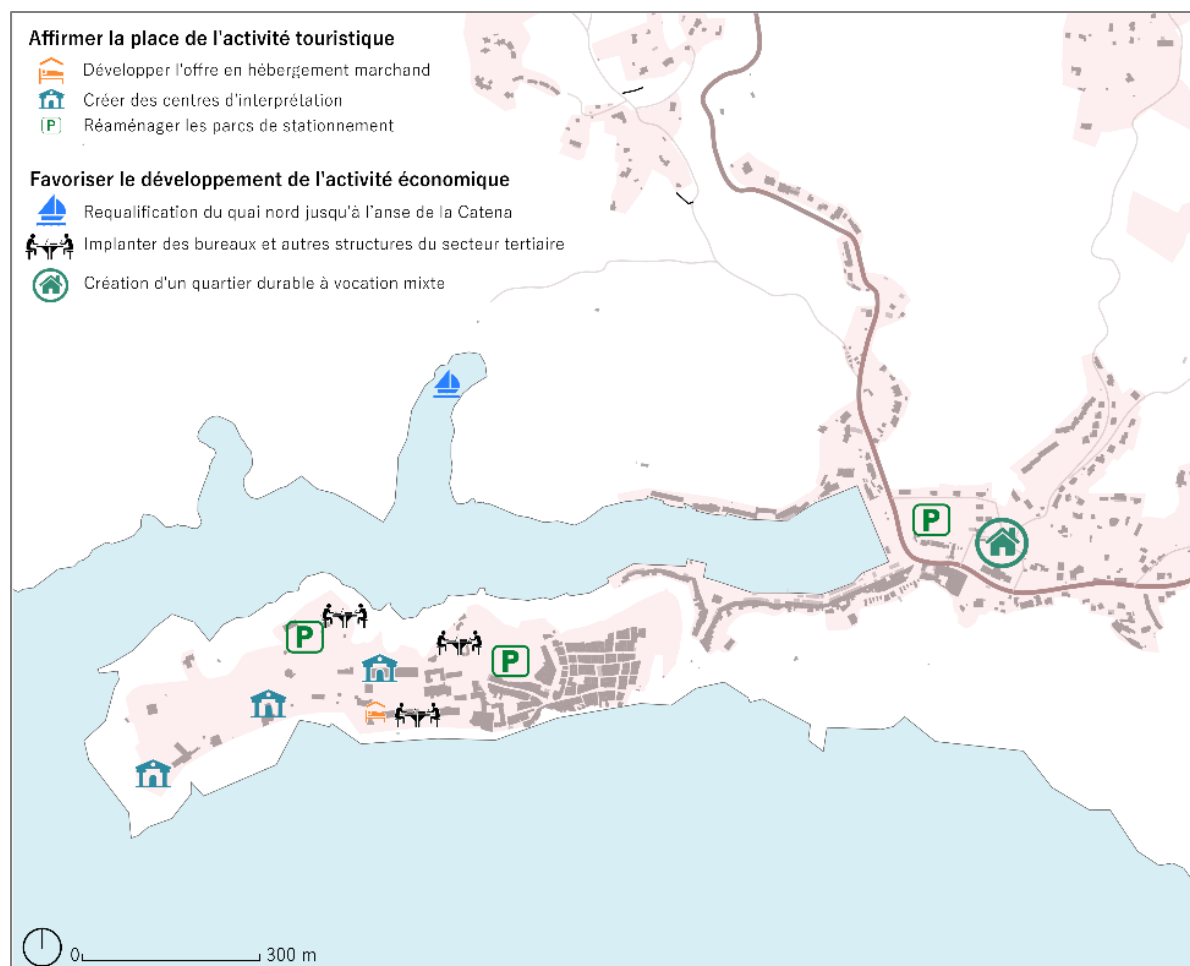 Affirmer la place de l'activité touristique
Développer l'offre en hébergement marchand
Créer des centres d'interprétation
P Réaménager les parcs de stationnement
Favoriser le développement de l'activité économique
Requalification du quai nord jusqu'à l'anse de la Catena
Implanter des bureaux et autres structures du secteur tertiaire
Création d'un quartier durable à vocation mixte
P
P
P
0 300 m